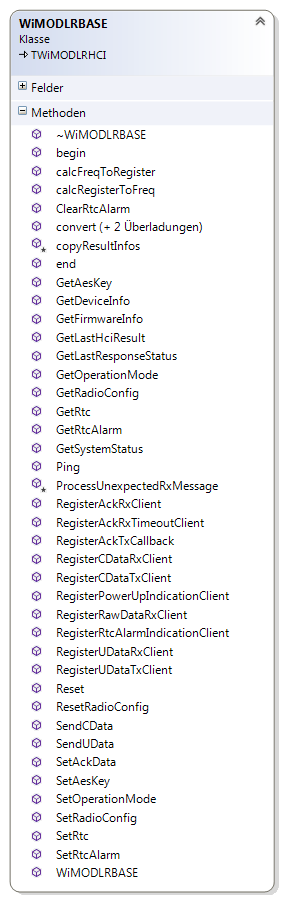 WiMODLRBASE
Klasse
TWiMODLRHCI
Felder
Methoden
~WiMODLRBASE
begin
calcFreqToRegister
calcRegisterToFreq
ClearRtcAlarm
convert (+ 2 Überladungen)
copyResultInfos
end
GetAesKey
GetDeviceInfo
GetFirmwareInfo
GetLastHciResult
GetLastResponseStatus
GetOperationMode
GetRadioConfig
GetRtc
GetRtcAlarm
GetSystemStatus
Ping
ProcessUnexpectedRxMessage
RegisterAckRxClient
RegisterAckRxTimeoutClient
RegisterAckTxCallback
RegisterCDataRxClient
RegisterCDataTxClient
RegisterPowerUpIndicationClient
RegisterRawDataRxClient
RegisterRtcAlarmIndicationClient
RegisterUDataRxClient
RegisterUDataTxClient
Reset
ResetRadioConfig
SendCData
SendUData
SetAckData
SetAesKey
SetOperationMode
SetRadioConfig
SetRtc
SetRtcAlarm
WiMODLRBASE